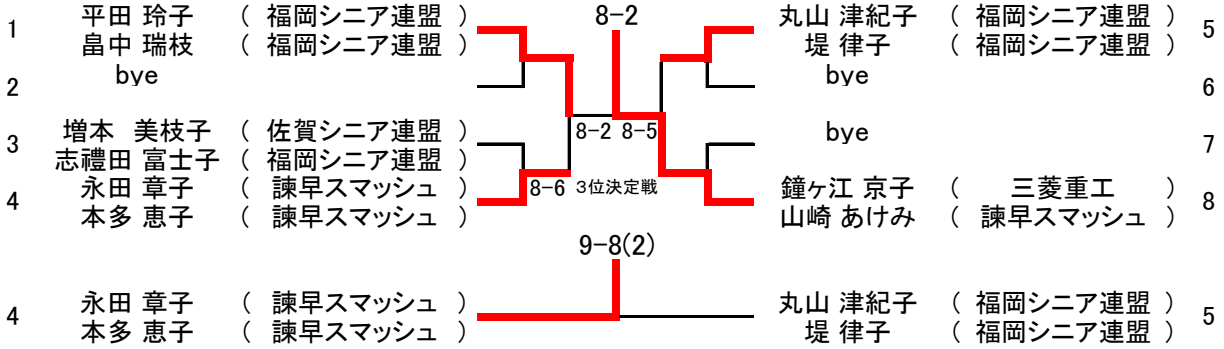 平田 玲子 ( 福岡シニア連盟 ) 8-2 丸山 津紀子 ( 福岡シニア連盟 )
1 5
畠中 瑞枝 ( 福岡シニア連盟 ) 堤 律子 ( 福岡シニア連盟 )
2 bye bye 6
増本 美枝子 ( 佐賀シニア連盟 ) 8-2 8-5 bye
3 7
志禮田 富士子 ( 福岡シニア連盟 )
永田 章子 ( 諫早スマッシュ ) 8-6 3位決定戦 鐘ヶ江 京子 ( 三菱重工 )
4 8
本多 恵子 ( 諫早スマッシュ ) 山崎 あけみ ( 諫早スマッシュ )
9-8(2)
永田 章子 ( 諫早スマッシュ ) 丸山 津紀子 ( 福岡シニア連盟 )
4 5
本多 恵子 ( 諫早スマッシュ ) 堤 律子 ( 福岡シニア連盟 )